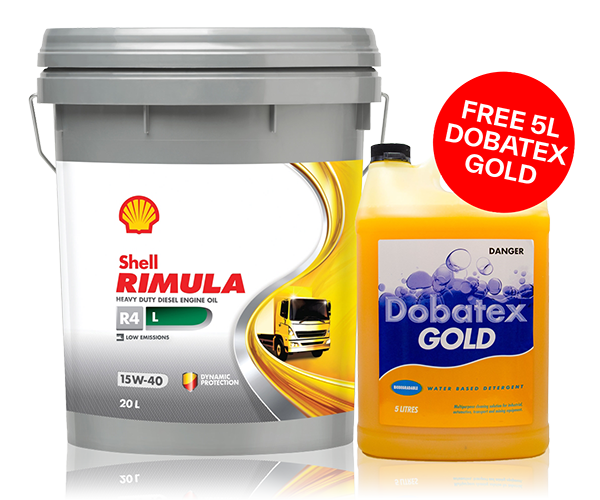 FREE 5L
DOBATEX
GOLD
Shell
RIMULA
HEAVY DUTY DIESEL ENGINE OIL
R4 L
LOW EMISSIONS
15W-40
DYNAMIC
PROTECTION
20 L
DANGER
Dobatex
GOLD
BIODEGRADABLE
WATER BASED DETERGENT
5 LITRES